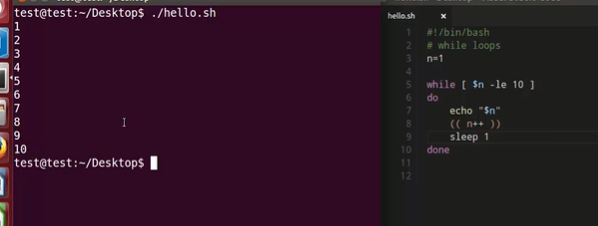 test@test:~/Desktop$ ./hello.sh
1
2
3
4
5
6
7
8
9
10
test@test:~/Desktop$
hello.sh ×
1 #!/bin/bash
2 # while loops
3 n=1
4
5 while [ $n -le 10 ]
6 do
7 echo "$n"
8 (( n++ ))
9 sleep 1
10 done
11
12